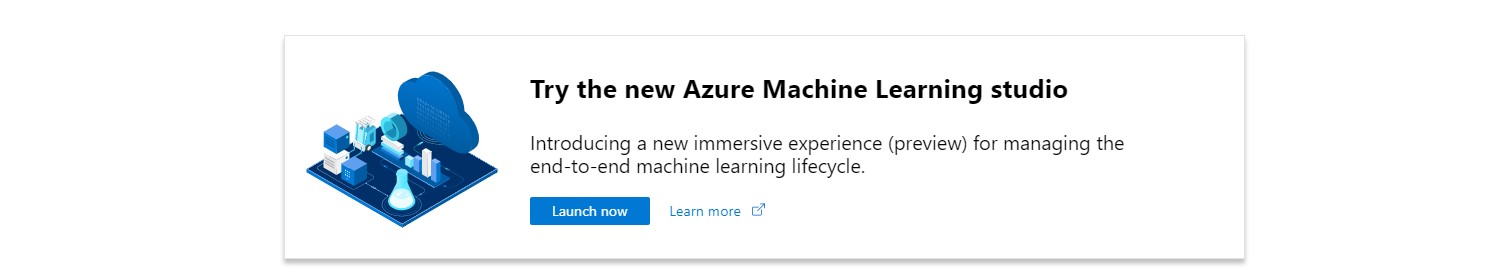 Try the new Azure Machine Learning studio
Introducing a new immersive experience (preview) for managing the
end-to-end machine learning lifecycle.
Launch now
Learn more